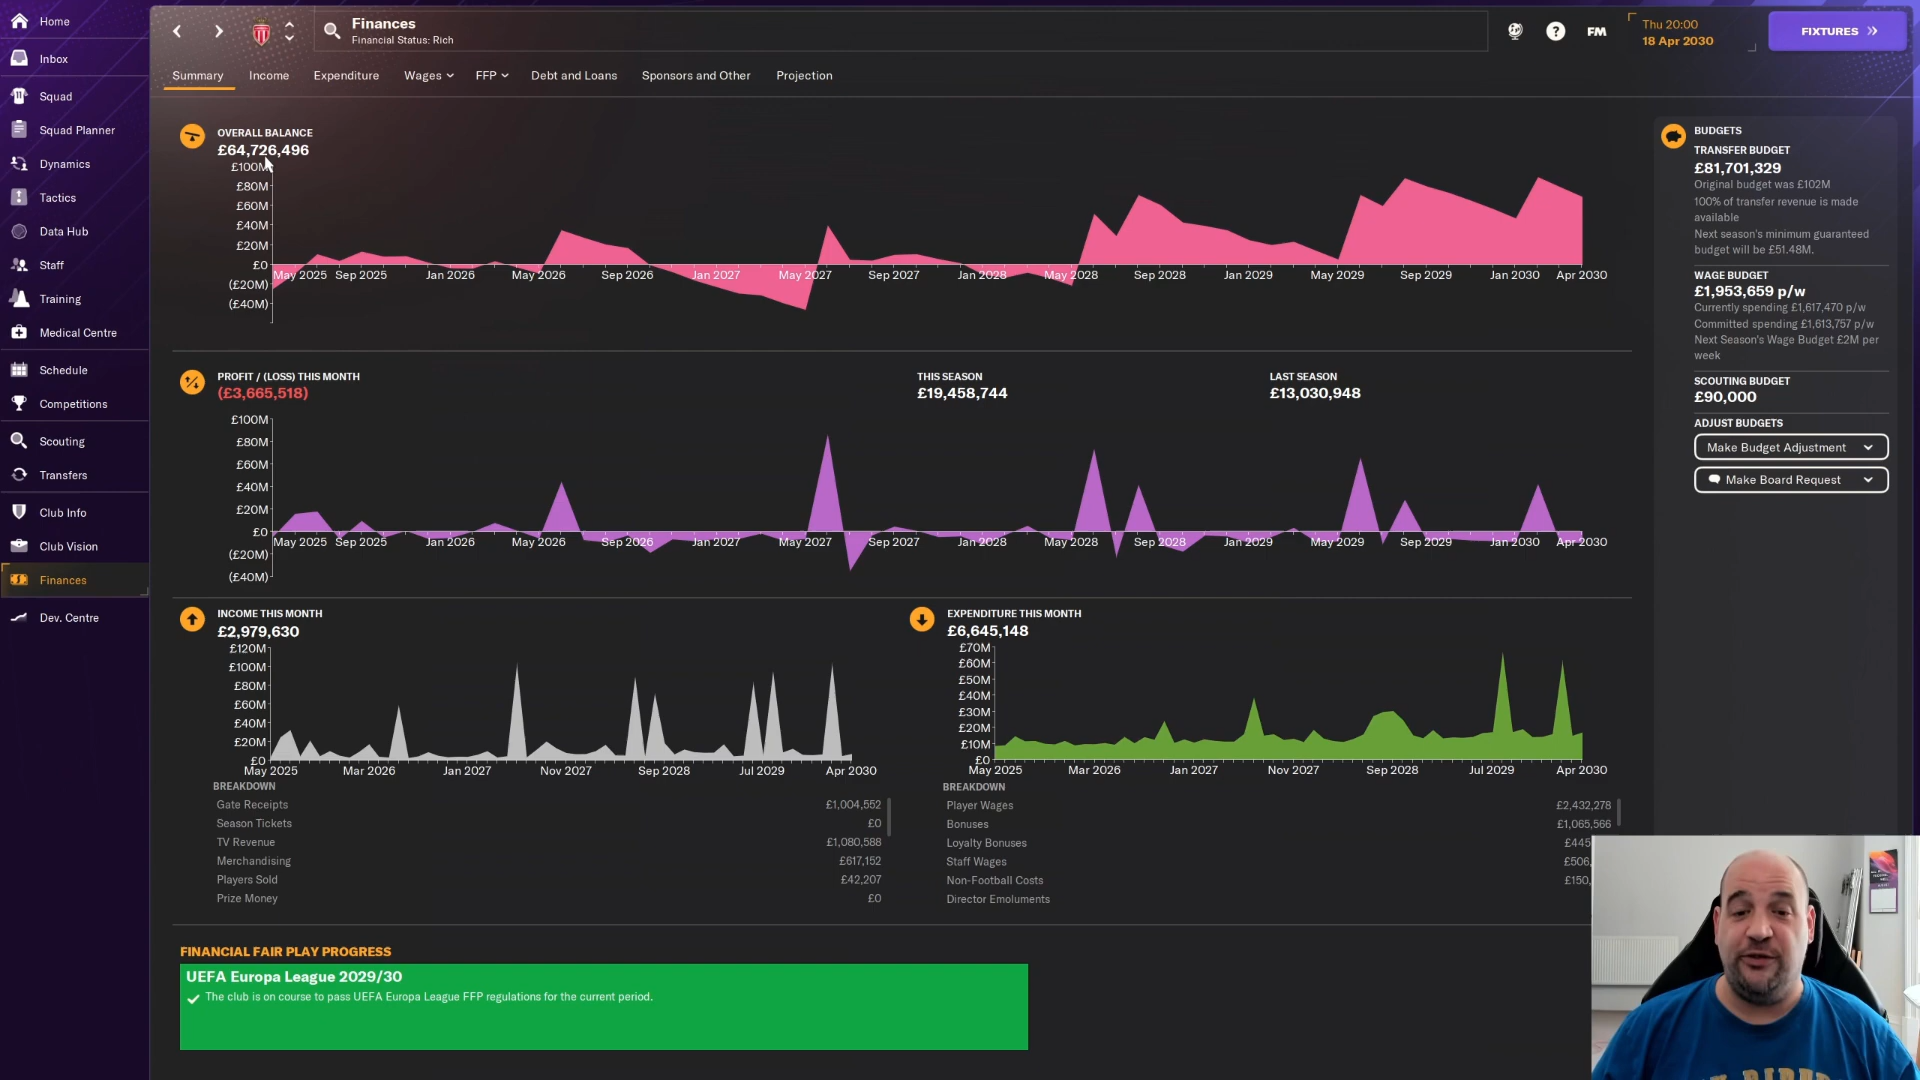 Home
Inbox
Squad
Squad Planner
Dynamics
Tactics
Data Hub
Staff
Training
Medical Centre
Schedule
Competitions
Scouting
Transfers
Club Info
Club Vision
Finances
Dev. Centre
Finances
Financial Status: Rich
FM
Thu 20:00
18 Apr 2030
FIXTURES
Summary Income Expenditure Wages FFP Debt and Loans Sponsors and Other Projection
OVERALL BALANCE
£64,726,496
£100M
£80M
£60M
£40M
£20M
£0
(£20M)
(£40M)
May 2025 Sep 2025 Jan 2026 May 2026 Sep 2026 Jan 2027 May 2027 Sep 2027 Jan 2028 May 2028 Sep 2028 Jan 2029 May 2029 Sep 2029 Jan 2030 Apr 2030
PROFIT / (LOSS) THIS MONTH
(£3,665,518)
THIS SEASON
£19,458,744
LAST SEASON
£13,030,948
£100M
£80M
£60M
£40M
£20M
£0
(£20M)
(£40M)
May 2025 Sep 2025 Jan 2026 May 2026 Sep 2026 Jan 2027 May 2027 Sep 2027 Jan 2028 May 2028 Sep 2028 Jan 2029 May 2029 Sep 2029 Jan 2030 Apr 2030
INCOME THIS MONTH
£2,979,630
£120M
£100M
£80M
£60M
£40M
£20M
£0
May 2025 Mar 2026 Jan 2027 Nov 2027 Sep 2028 Jul 2029 Apr 2030
BREAKDOWN
Gate Receipts £1,004,552
Season Tickets £0
TV Revenue £1,080,588
Merchandising £617,152
Players Sold £42,207
Prize Money £0
EXPENDITURE THIS MONTH
£6,645,148
£70M
£60M
£50M
£40M
£30M
£20M
£10M
£0
May 2025 Mar 2026 Jan 2027 Nov 2027 Sep 2028 Jul 2029 Apr 2030
BREAKDOWN
Player Wages £2,432,278
Bonuses £1,065,566
Loyalty Bonuses £445
Staff Wages £506,
Non-Football Costs £150,
Director Emoluments
FINANCIAL FAIR PLAY PROGRESS
UEFA Europa League 2029/30
The club is on course to pass UEFA Europa League FFP regulations for the current period.
BUDGETS
TRANSFER BUDGET
£81,701,329
Original budget was £102M
100% of transfer revenue is made
available
Next season's minimum guaranteed
budget will be £51.48M.
WAGE BUDGET
£1,953,659 p/w
Currently spending £1,617,470 p/w
Committed spending £1,613,757 p/w
Next Season's Wage Budget £2M per
week
SCOUTING BUDGET
£90,000
ADJUST BUDGETS
Make Budget Adjustment
Make Board Request